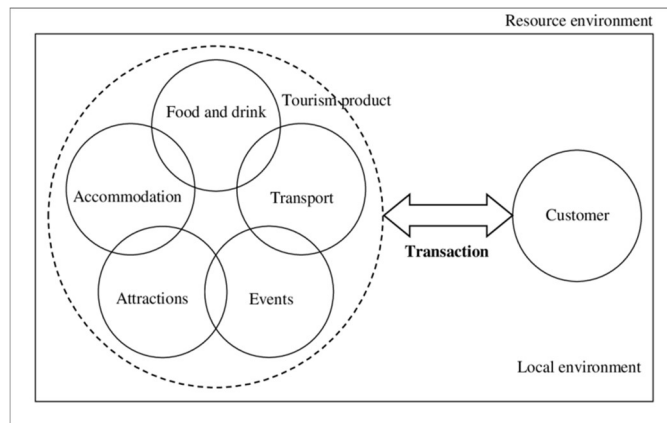 Resource environment
Food and drink
Tourism product
Accommodation
Transport
Customer
Transaction
Attractions
Events
Local environment